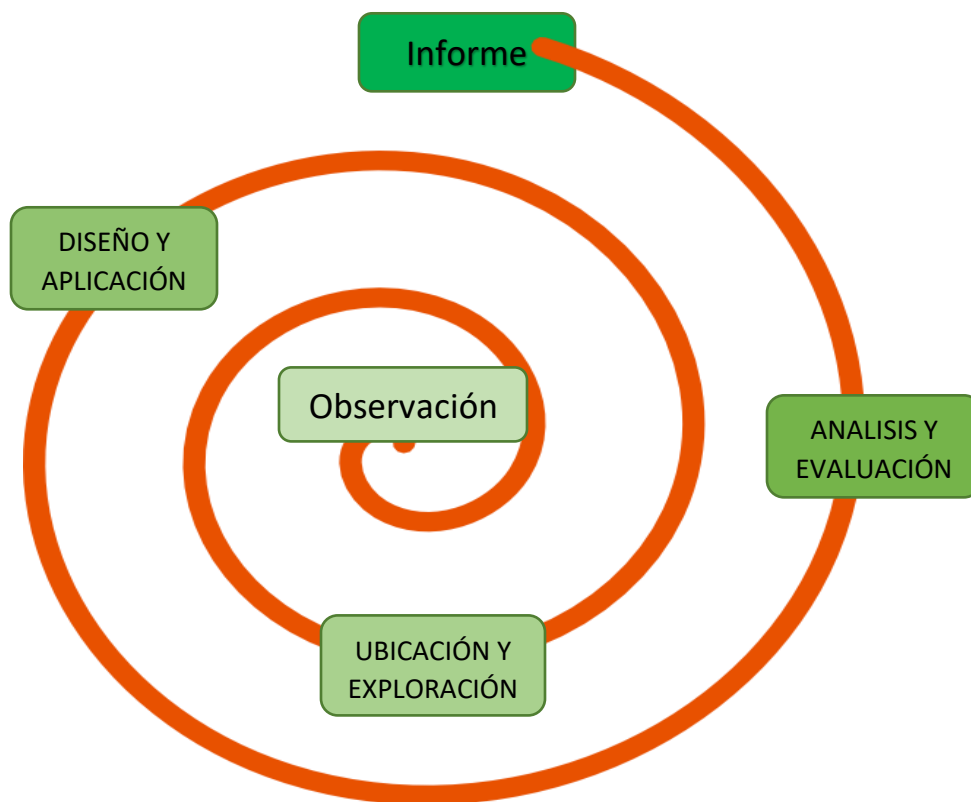 Informe
DISEÑO Y
APLICACIÓN
Observación
ANALISIS Y
EVALUACIÓN
UBICACIÓN Y
EXPLORACIÓN